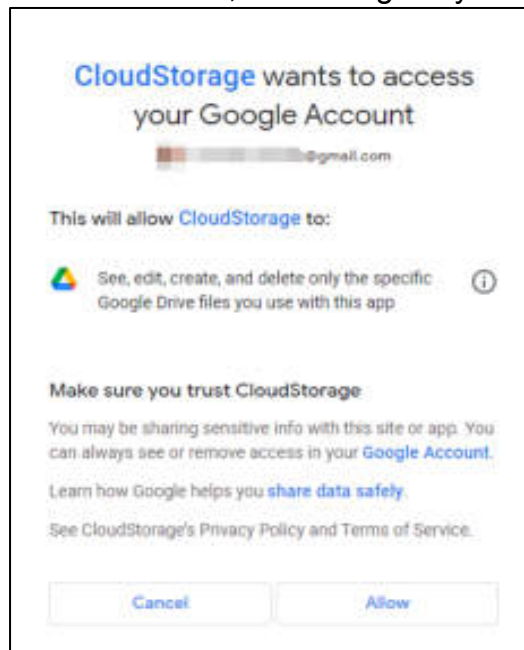 CloudStorage wants to access
your Google Account
@gmail.com
This will allow CloudStorage to:
See, edit, create, and delete only the specific
Google Drive files you use with this app
Make sure you trust CloudStorage
You may be sharing sensitive info with this site or app. You
can always see or remove access in your Google Account.
Learn how Google helps you share data safely.
See CloudStorage's Privacy Policy and Terms of Service.
Cancel Allow